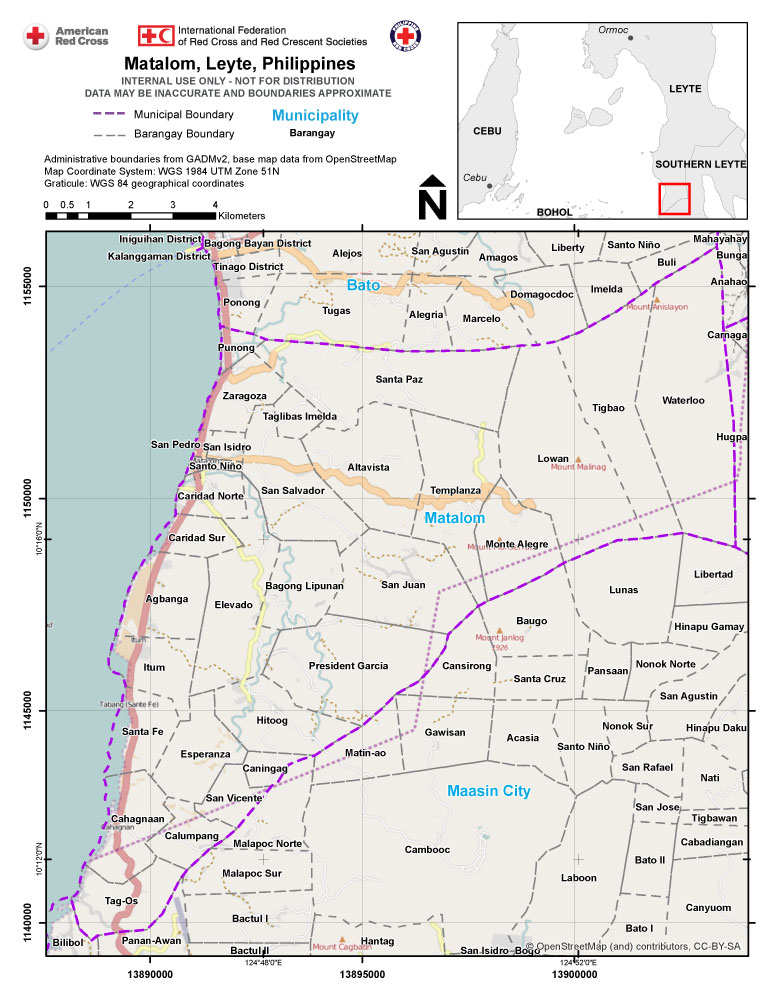 American
Red Cross
International Federation
of Red Cross and Red Crescent Societies
PHILIPPINE
RED CROSS
Matalom, Leyte, Philippines
INTERNAL USE ONLY - NOT FOR DISTRIBUTION
DATA MAY BE INACCURATE AND BOUNDARIES APPROXIMATE
Municipal Boundary
Municipality
Barangay Boundary
Barangay
Administrative boundaries from GADMv2, base map data from OpenStreetMap
Map Coordinate System: WGS 1984 UTM Zone 51N
Graticule: WGS 84 geographical coordinates
0 0.5 1 2 3 4
Kilometers
N
Ormoc
LEYTE
CEBU
SOUTHERN LEYTE
Cebu
BOHOL
Iniguihan District
Bagong Bayan District
Kalanggaman District
Tinago District
Alejos
San Agustin
Amagos
Liberty
Santo Niño
Mahayahay
Buli
Bunga
Anahao
Bato
Ponong
Tugas
Alegria
Marcelo
Domagocdoc
Imelda
Mount Anislayon
Camaga
1155000
Punong
Santa Paz
Zaragoza
Taglibas Imelda
Tigbao
Waterloo
Hugpa
San Pedro
San Isidro
Santo Niño
Altavista
Lowan
Mount Malinag
Caridad Norte
San Salvador
Templanza
Matalom
1150000
10°16'0"N
Caridad Sur
Monte Alegre
Bagong Lipunan
San Juan
Libertad
Lunas
Agbanga
Elevado
Baugo
Hinapu Gamay
Mount Janlog
1926
Itum
Itum
President Garcia
Cansirong
Santa Cruz
Pansaan
Nonok Norte
San Agustin
1145000
Tabang (Sante Fe)
Santa Fe
Hitoog
Gawisan
Acasia
Nonok Sur
Hinapu Daku
Santo Niño
Esperanza
Matin-ao
Caningag
San Rafael
Nati
San Vicente
Maasin City
San Jose
Tigbawan
Cahagnaan
Cahagnan
Calumpang
Malapoc Norte
Cambooc
Cabadiangan
Bato II
10°12'0"N
Malapoc Sur
Laboon
Tag-Os
Canyuom
Bactul I
Bato I
1140000
Bilibol
Panan-Awan
Bactul II
Mount Cagbatin
Hantag
San Isidro
Bogo
© OpenStreetMap (and) contributors, CC-BY-SA
124°48'0"E
124°52'0"E
13890000
13895000
13900000